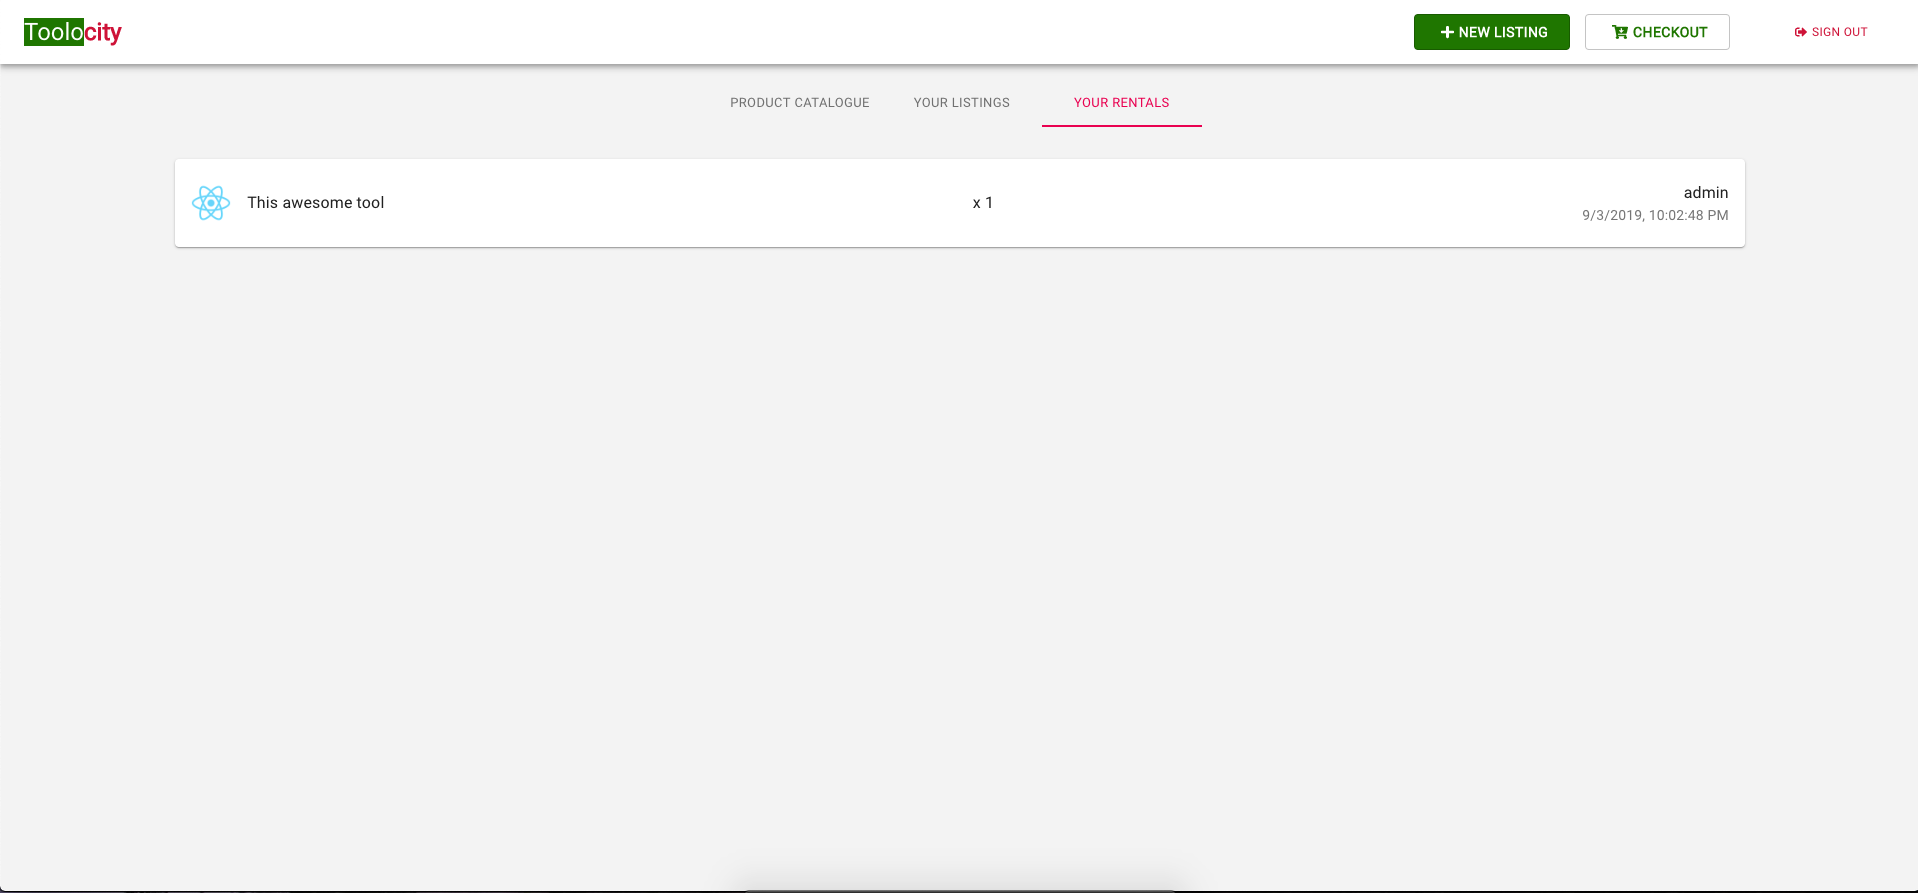 Toolocity
NEW LISTING
CHECKOUT
SIGN OUT
PRODUCT CATALOGUE
YOUR LISTINGS
YOUR RENTALS
This awesome tool
x 1
admin
9/3/2019, 10:02:48 PM